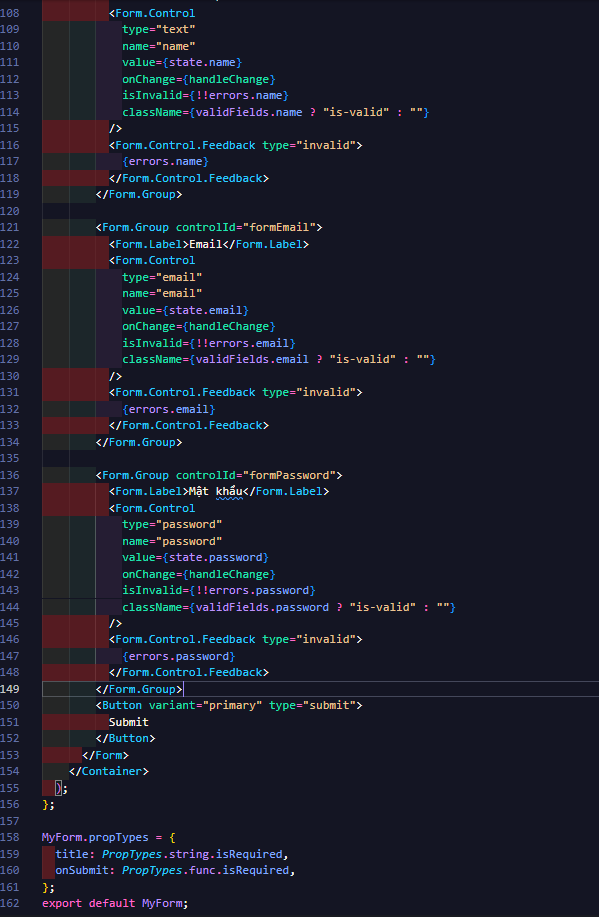 108 <Form.Control
109 type="text"
110 name="name"
111 value={state.name}
112 onChange={handleChange}
113 isInvalid={!!errors.name}
114 className={validFields.name ? "is-valid" : ""}
115 />
116 <Form.Control.Feedback type="invalid">
117 {errors.name}
118 </Form.Control.Feedback>
119 </Form.Group>
120
121 <Form.Group controlId="formEmail">
122 <Form.Label>Email</Form.Label>
123 <Form.Control
124 type="email"
125 name="email"
126 value={state.email}
127 onChange={handleChange}
128 isInvalid={!!errors.email}
129 className={validFields.email ? "is-valid" : ""}
130 />
131 <Form.Control.Feedback type="invalid">
132 {errors.email}
133 </Form.Control.Feedback>
134 </Form.Group>
135
136 <Form.Group controlId="formPassword">
137 <Form.Label>Mật khẩu</Form.Label>
138 <Form.Control
139 type="password"
140 name="password"
141 value={state.password}
142 onChange={handleChange}
143 isInvalid={!!errors.password}
144 className={validFields.password ? "is-valid" : ""}
145 />
146 <Form.Control.Feedback type="invalid">
147 {errors.password}
148 </Form.Control.Feedback>
149 </Form.Group>
150 <Button variant="primary" type="submit">
151 Submit
152 </Button>
153 </Form>
154 </Container>
155 );
156 };
157
158 MyForm.propTypes = {
159 title: PropTypes.string.isRequired,
160 onSubmit: PropTypes.func.isRequired,
161 };
162 export default MyForm;